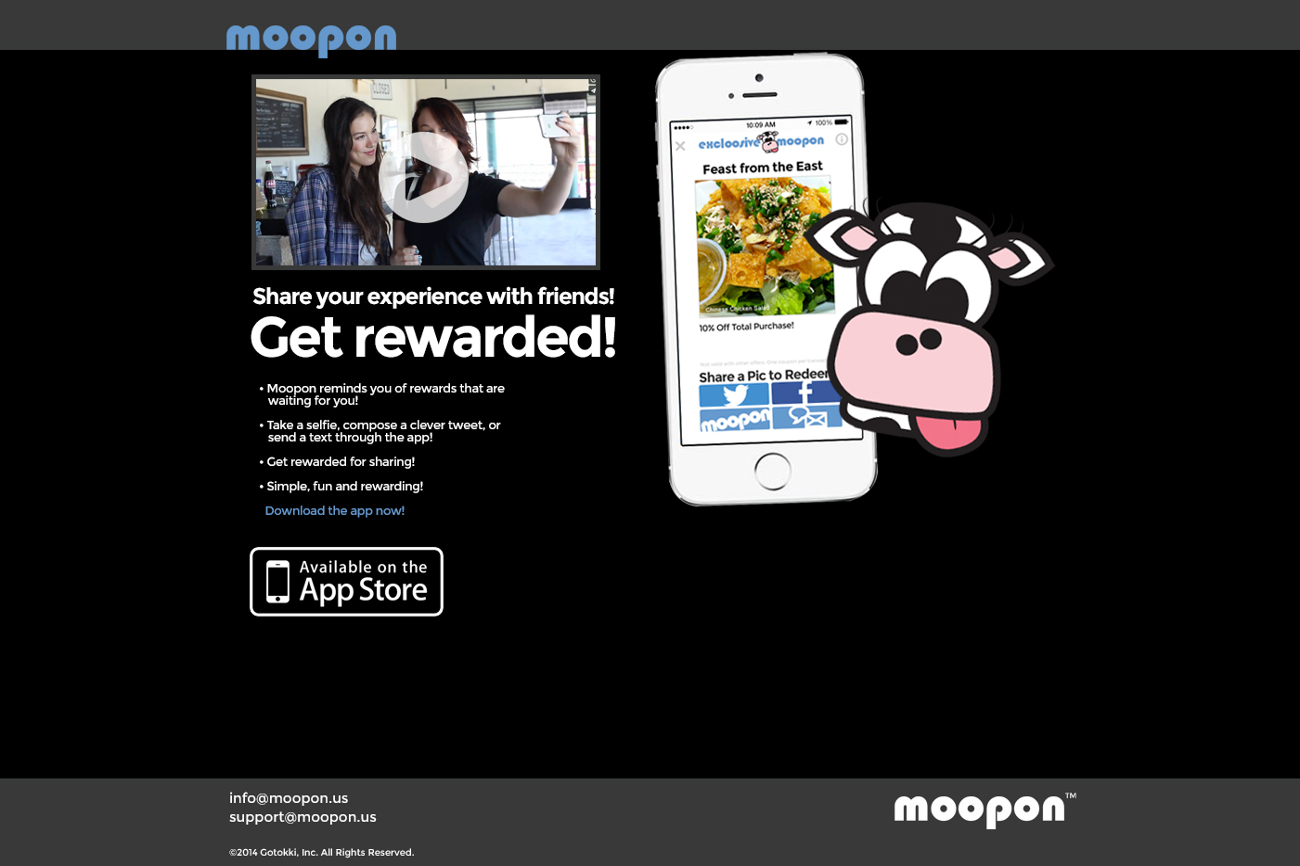 moopon
CLOSED
10:09 AM
100%
excloosive moopon
Feast from the East
Chinese Chicken Salad
10% Off Total Purchase!
Share a Pic to Redeem
moopon
Share your experience with friends!
Get rewarded!
• Moopon reminds you of rewards that are
waiting for you!
• Take a selfie, compose a clever tweet, or
send a text through the app!
• Get rewarded for sharing!
• Simple, fun and rewarding!
Download the app now!
Available on the
App Store
info@moopon.us
support@moopon.us
©2014 Gotokki, Inc. All Rights Reserved.
moopon™